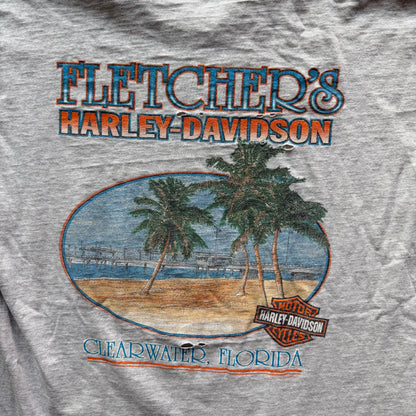 FLETCHER'S
HARLEY-DAVIDSON
MOTOR
HARLEY-DAVIDSON
CYCLES
CLEARWATER, FLORIDA